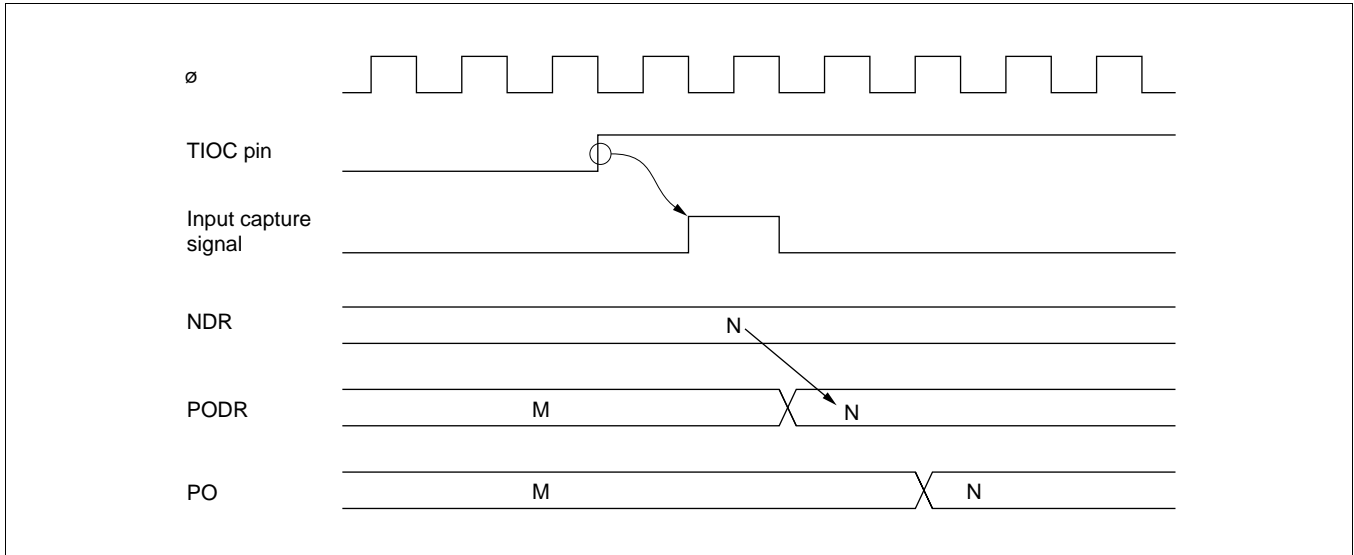 ø
TIOC pin
Input capture
signal
NDR
N
PODR
M
N
PO
M
N